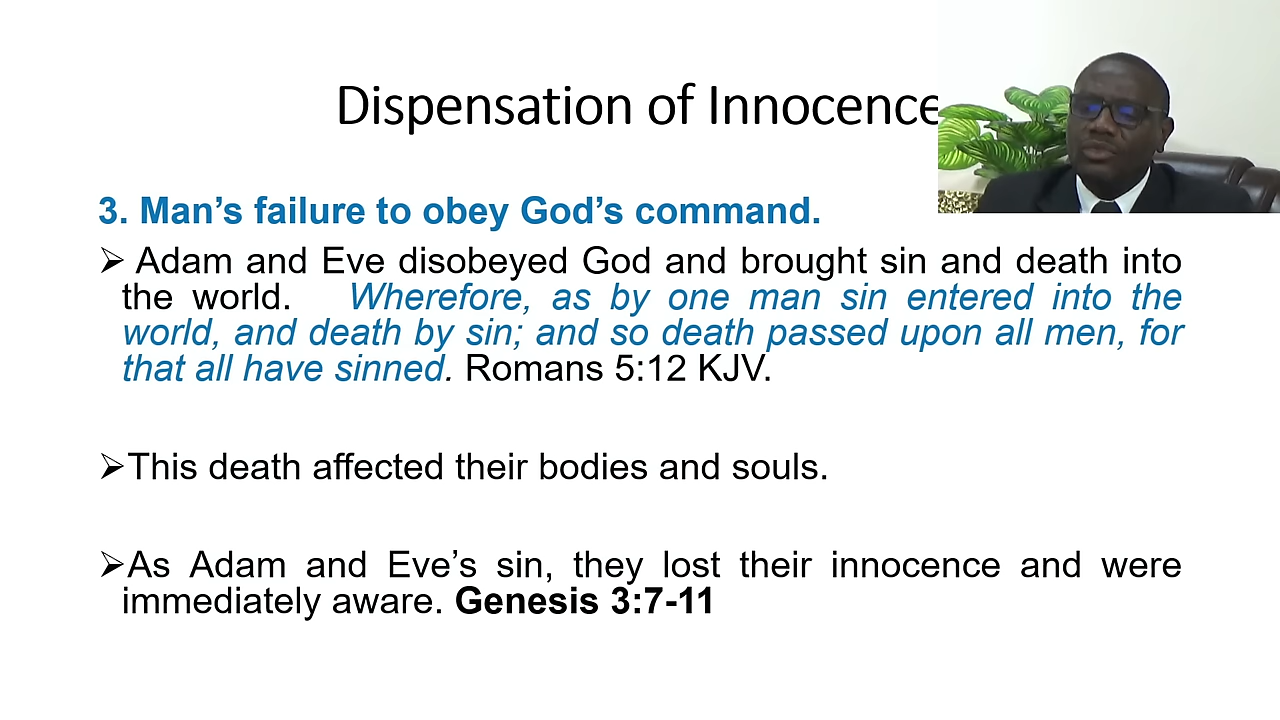 Dispensation of Innocence
3. Man’s failure to obey God’s command.
➢ Adam and Eve disobeyed God and brought sin and death into
the world. Wherefore, as by one man sin entered into the
world, and death by sin; and so death passed upon all men, for
that all have sinned. Romans 5:12 KJV.
➢This death affected their bodies and souls.
➢As Adam and Eve’s sin, they lost their innocence and were
immediately aware. Genesis 3:7-11